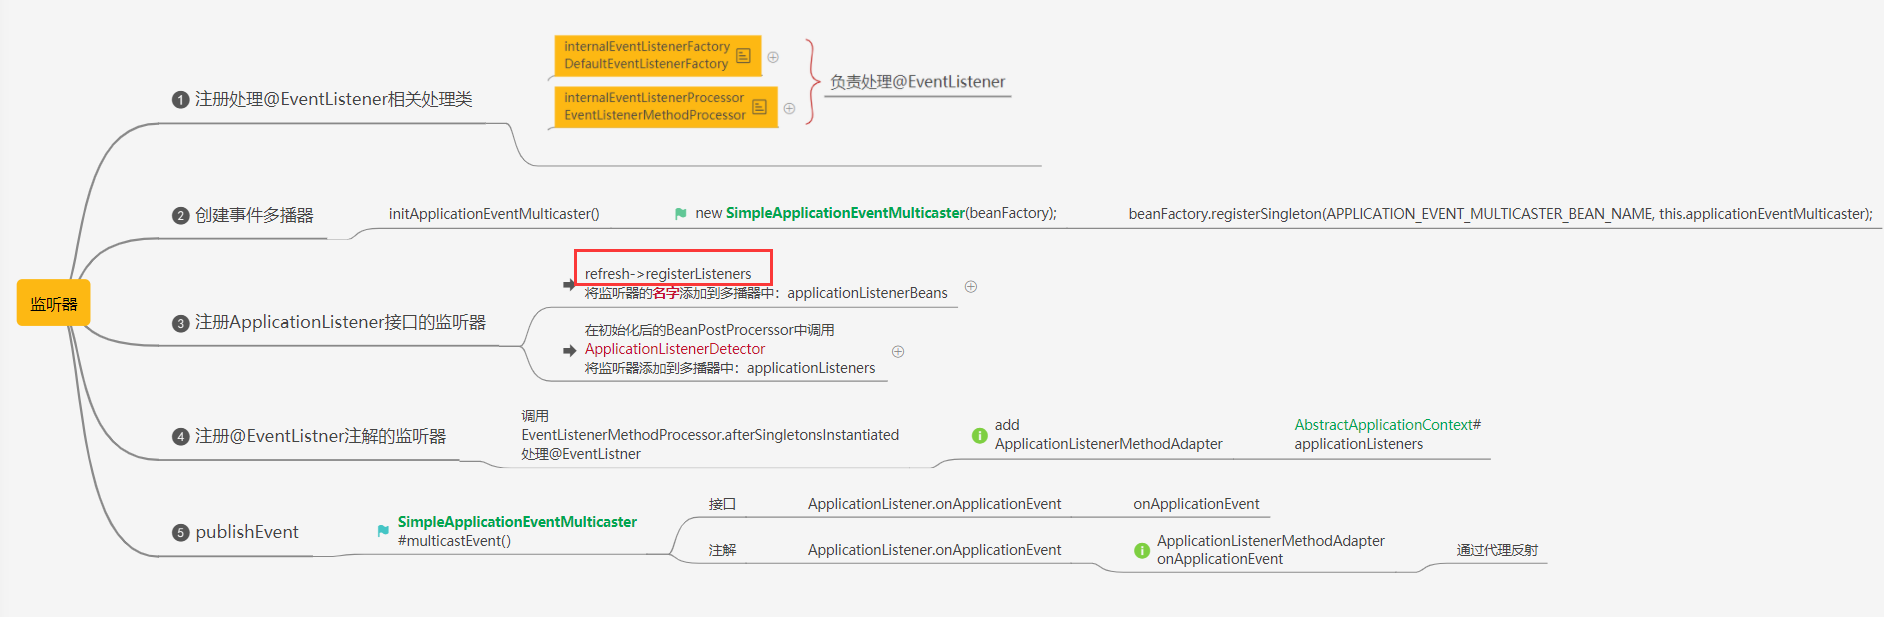 监听器
1 注册处理@EventListener相关处理类
internalEventListenerFactory
DefaultEventListenerFactory
internalEventListenerProcessor
EventListenerMethodProcessor
负责处理@EventListener
2 创建事件多播器
initApplicationEventMulticaster()
new SimpleApplicationEventMulticaster(beanFactory);
beanFactory.registerSingleton(APPLICATION_EVENT_MULTICASTER_BEAN_NAME, this.applicationEventMulticaster);
3 注册ApplicationListener接口的监听器
refresh->registerListeners
将监听器的名字添加到多播器中：applicationListenerBeans
在初始化后的BeanPostProcerssor中调用
ApplicationListenerDetector
将监听器添加到多播器中：applicationListeners
4 注册@EventListner注解的监听器
调用
EventListenerMethodProcessor.afterSingletonsInstantiated
处理@EventListner
add
ApplicationListenerMethodAdapter
AbstractApplicationContext#
applicationListeners
5 publishEvent
SimpleApplicationEventMulticaster
#multicastEvent()
接口
ApplicationListener.onApplicationEvent
onApplicationEvent
注解
ApplicationListener.onApplicationEvent
ApplicationListenerMethodAdapter
onApplicationEvent
通过代理反射